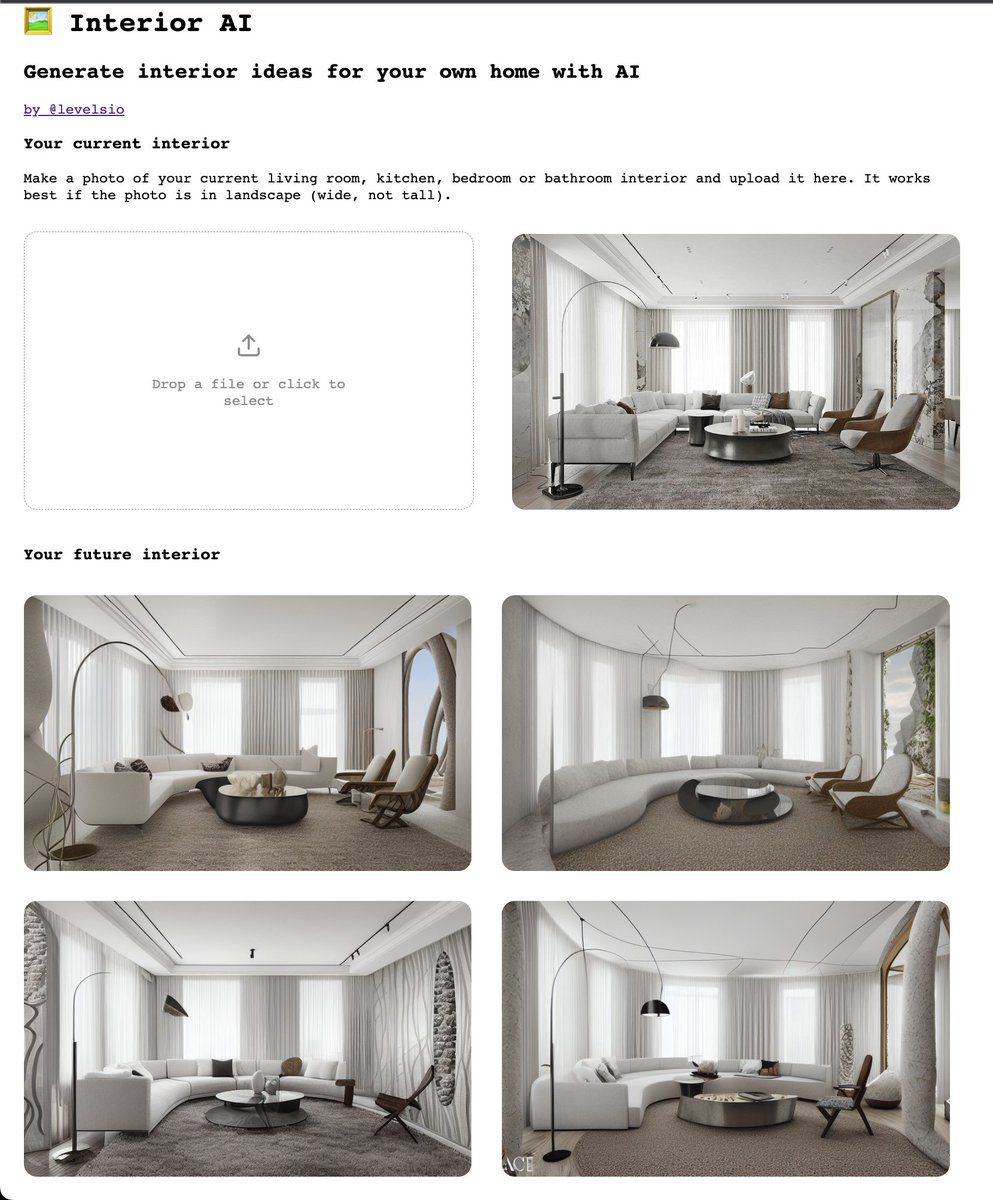 Interior AI
Generate interior ideas for your own home with AI
by @levelsio
Your current interior
Make a photo of your current living room, kitchen, bedroom or bathroom interior and upload it here. It works
best if the photo is in landscape (wide, not tall).
Drop a file or click to
select
Your future interior
ACE